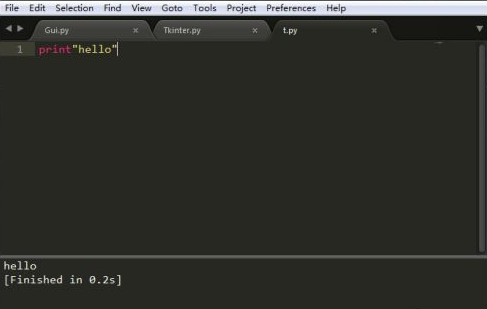 File Edit Selection Find View Goto Tools Project Preferences Help
Gui.py × Tkinter.py × t.py ×
1 print"hello"
hello
[Finished in 0.2s]